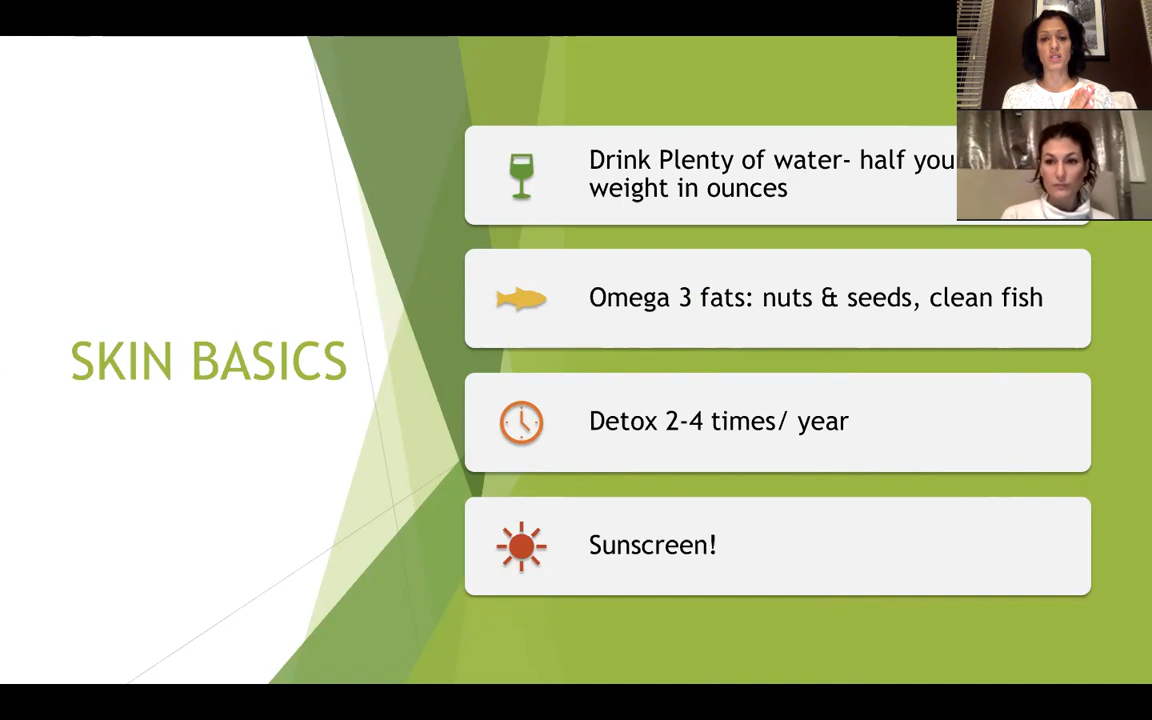 SKIN BASICS
Drink Plenty of water- half you
weight in ounces
Omega 3 fats: nuts & seeds, clean fish
Detox 2-4 times/ year
Sunscreen!